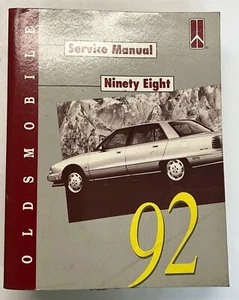 OLDSMOBILE
Service Manual
Ninety Eight
92